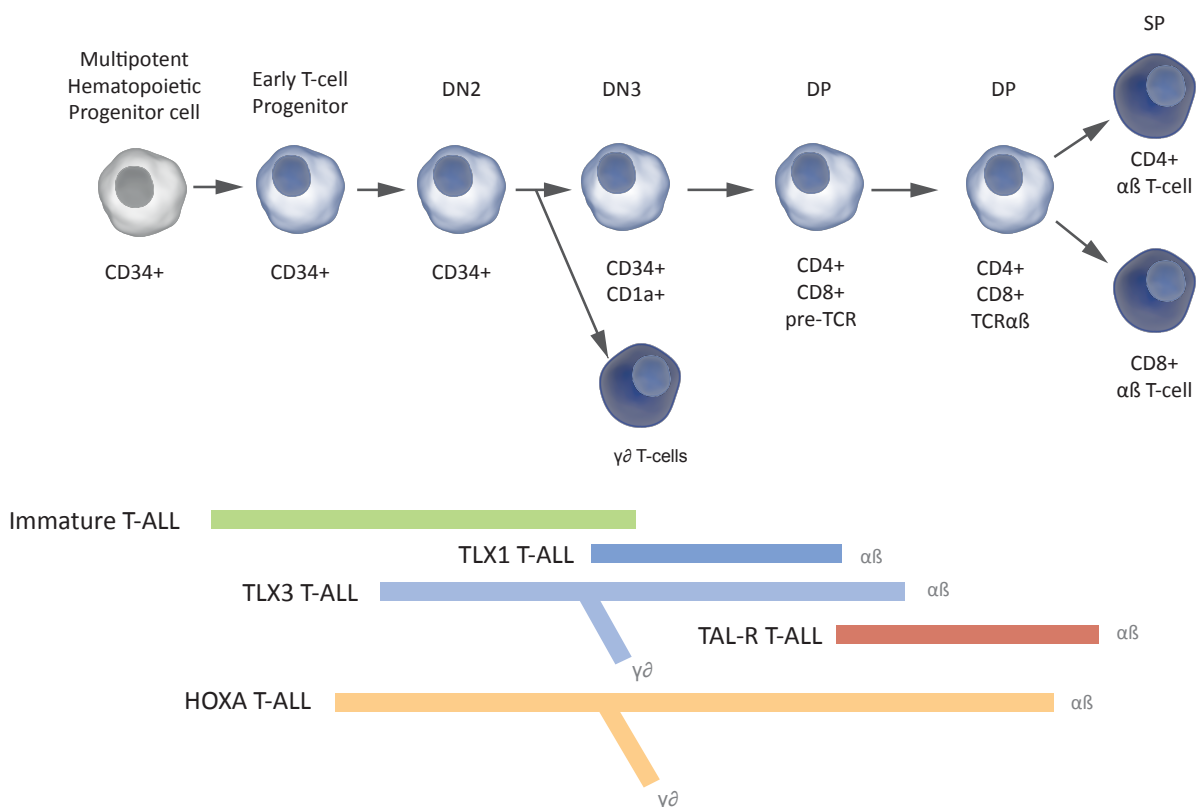 SP
Multipotent
Hematopoietic
Progenitor cell
Early T-cell
Progenitor
DN2
DN3
DP
DP
CD4+
αß T-cell
CD34+
CD34+
CD34+
CD34+
CD1a+
CD4+
CD8+
pre-TCR
CD4+
CD8+
TCRαß
CD8+
αß T-cell
γ∂ T-cells
Immature T-ALL
TLX1 T-ALL
αß
TLX3 T-ALL
αß
TAL-R T-ALL
αß
γ∂
HOXA T-ALL
αß
γ∂